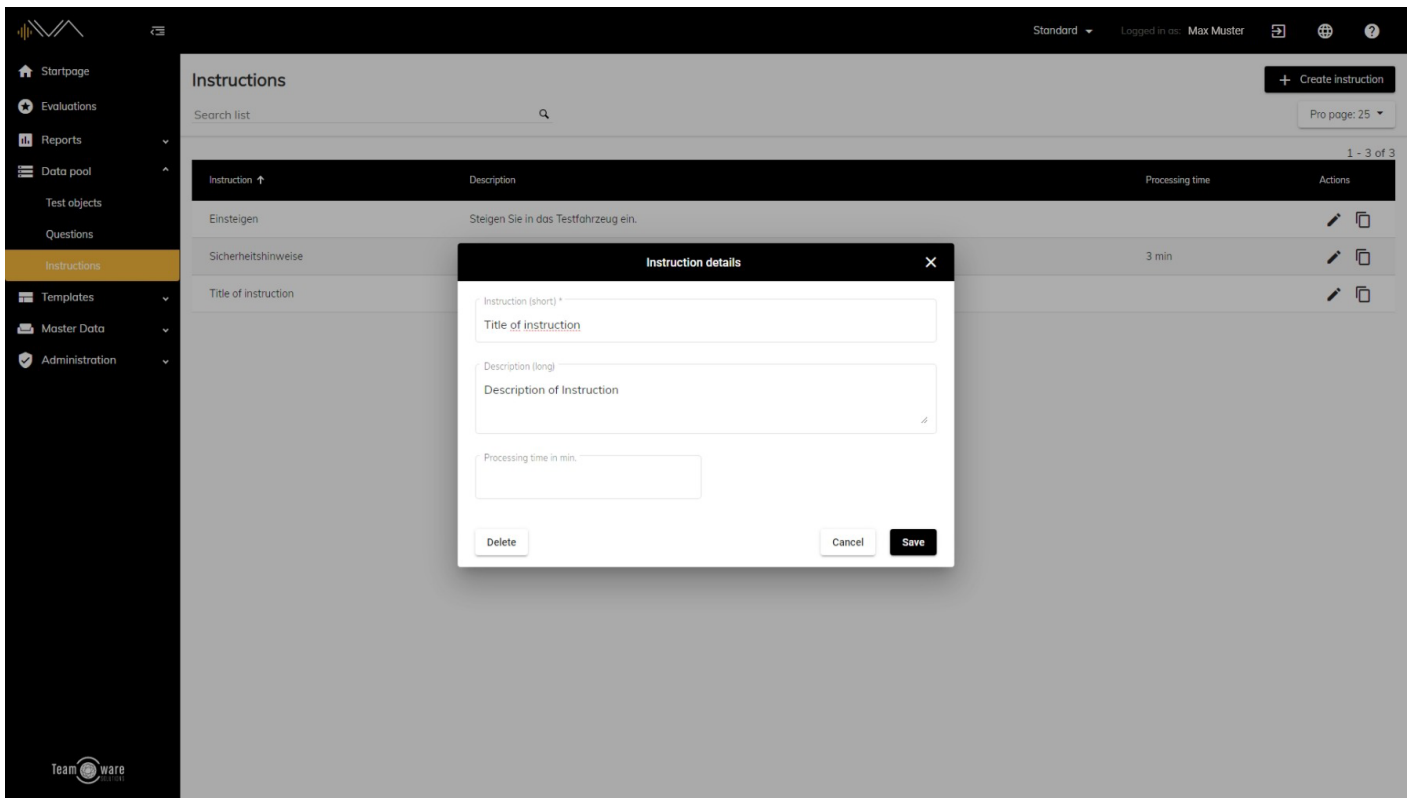 Standard Logged in as: Max Muster
Startpage
Evaluations
Reports
Data pool
Test objects
Questions
Instructions
Templates
Master Data
Administration
Team ware
SOLUTIONS
Instructions
Create instruction
Search list
Pro page: 25
1 - 3 of 3
Instruction Description Processing time Actions
Einsteigen Steigen Sie in das Testfahrzeug ein.
Sicherheitshinweise 3 min
Title of instruction
Instruction details
Instruction (short) *
Title of instruction
Description (long)
Description of Instruction
Processing time in min.
Delete Cancel Save